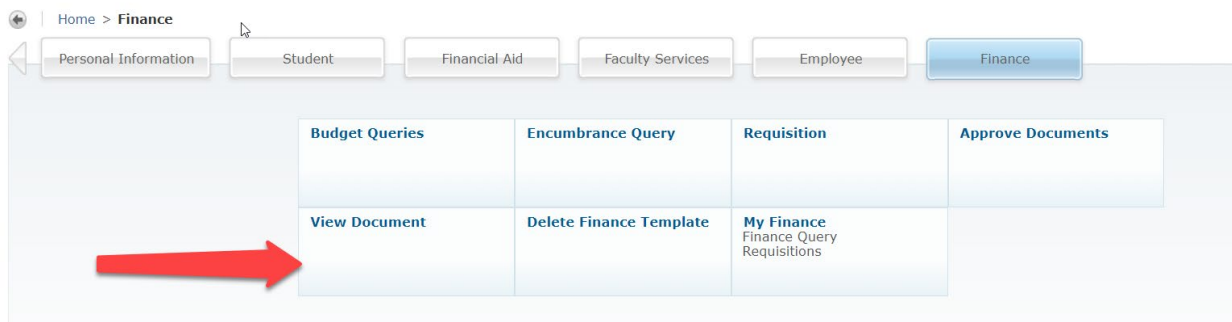 Home > Finance
Personal Information Student Financial Aid Faculty Services Employee Finance
Budget Queries Encumbrance Query Requisition Approve Documents
View Document Delete Finance Template My Finance
Finance Query
Requisitions